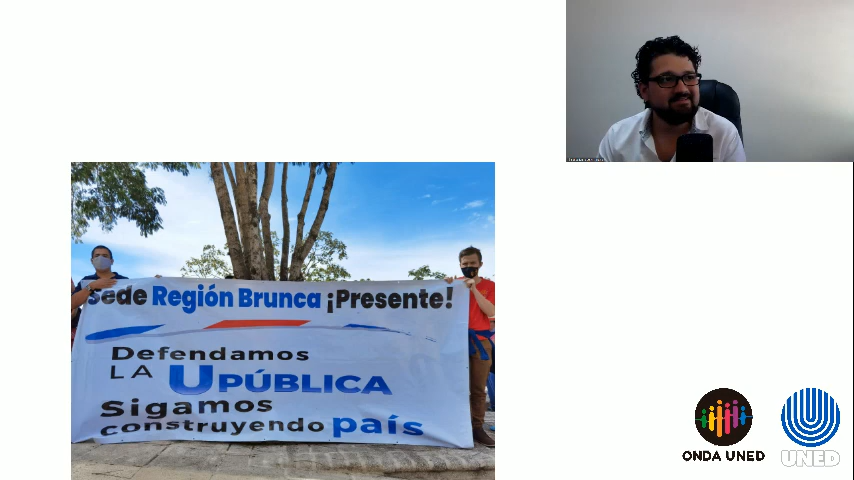 Sede Región Brunca ¡Presente!
Defendamos
LA UPÚBLICA
Sigamos
construyendo país
ONDA UNED
UNED